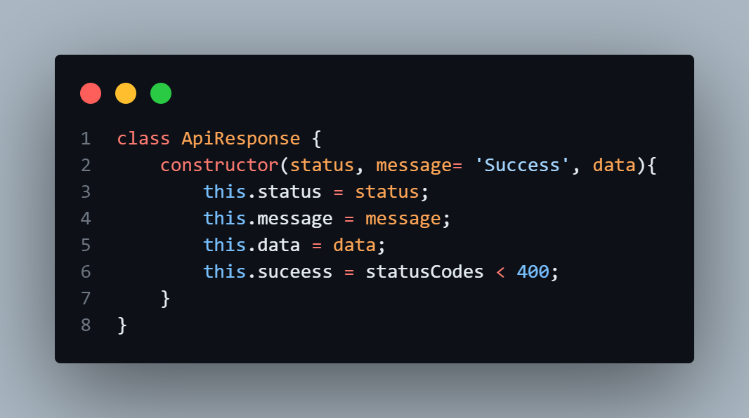 1 class ApiResponse {
2 constructor(status, message= 'Success', data){
3 this.status = status;
4 this.message = message;
5 this.data = data;
6 this.suceess = statusCodes < 400;
7 }
8 }